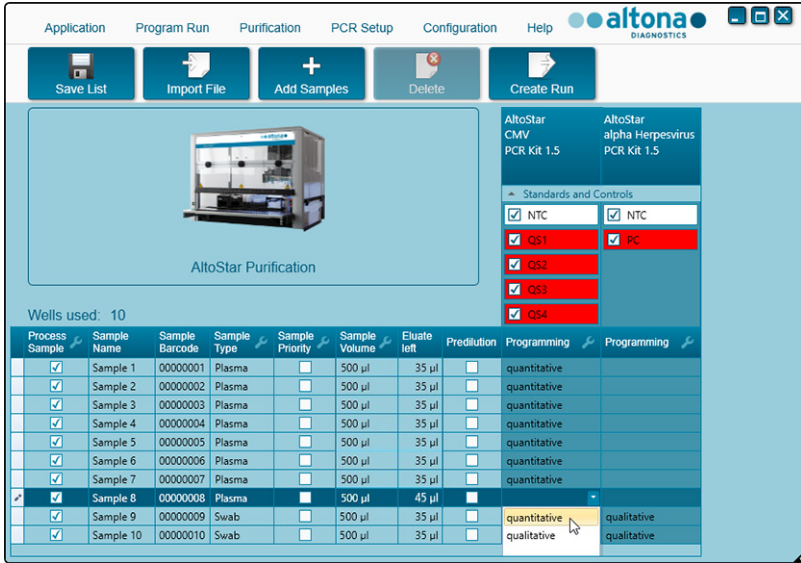 Application Program Run Purification PCR Setup Configuration Help
altona
DIAGNOSTICS
Save List Import File Add Samples Delete Create Run
AltoStar
CMV
PCR Kit 1.5
AltoStar
alpha Herpesvirus
PCR Kit 1.5
Standards and Controls
NTC NTC
QS1 PC
QS2
QS3
QS4
AltoStar Purification
Wells used: 10
Process Sample Sample Name Sample Barcode Sample Type Sample Priority Sample Volume Eluate left Predilution Programming Programming
Sample 1 00000001 Plasma 500 µl 35 µl quantitative
Sample 2 00000002 Plasma 500 µl 35 µl quantitative
Sample 3 00000003 Plasma 500 µl 35 µl quantitative
Sample 4 00000004 Plasma 500 µl 35 µl quantitative
Sample 5 00000005 Plasma 500 µl 35 µl quantitative
Sample 6 00000006 Plasma 500 µl 35 µl quantitative
Sample 7 00000007 Plasma 500 µl 35 µl quantitative
Sample 8 00000008 Plasma 500 µl 45 µl
Sample 9 00000009 Swab 500 µl 35 µl quantitative qualitative
Sample 10 00000010 Swab 500 µl 35 µl qualitative qualitative